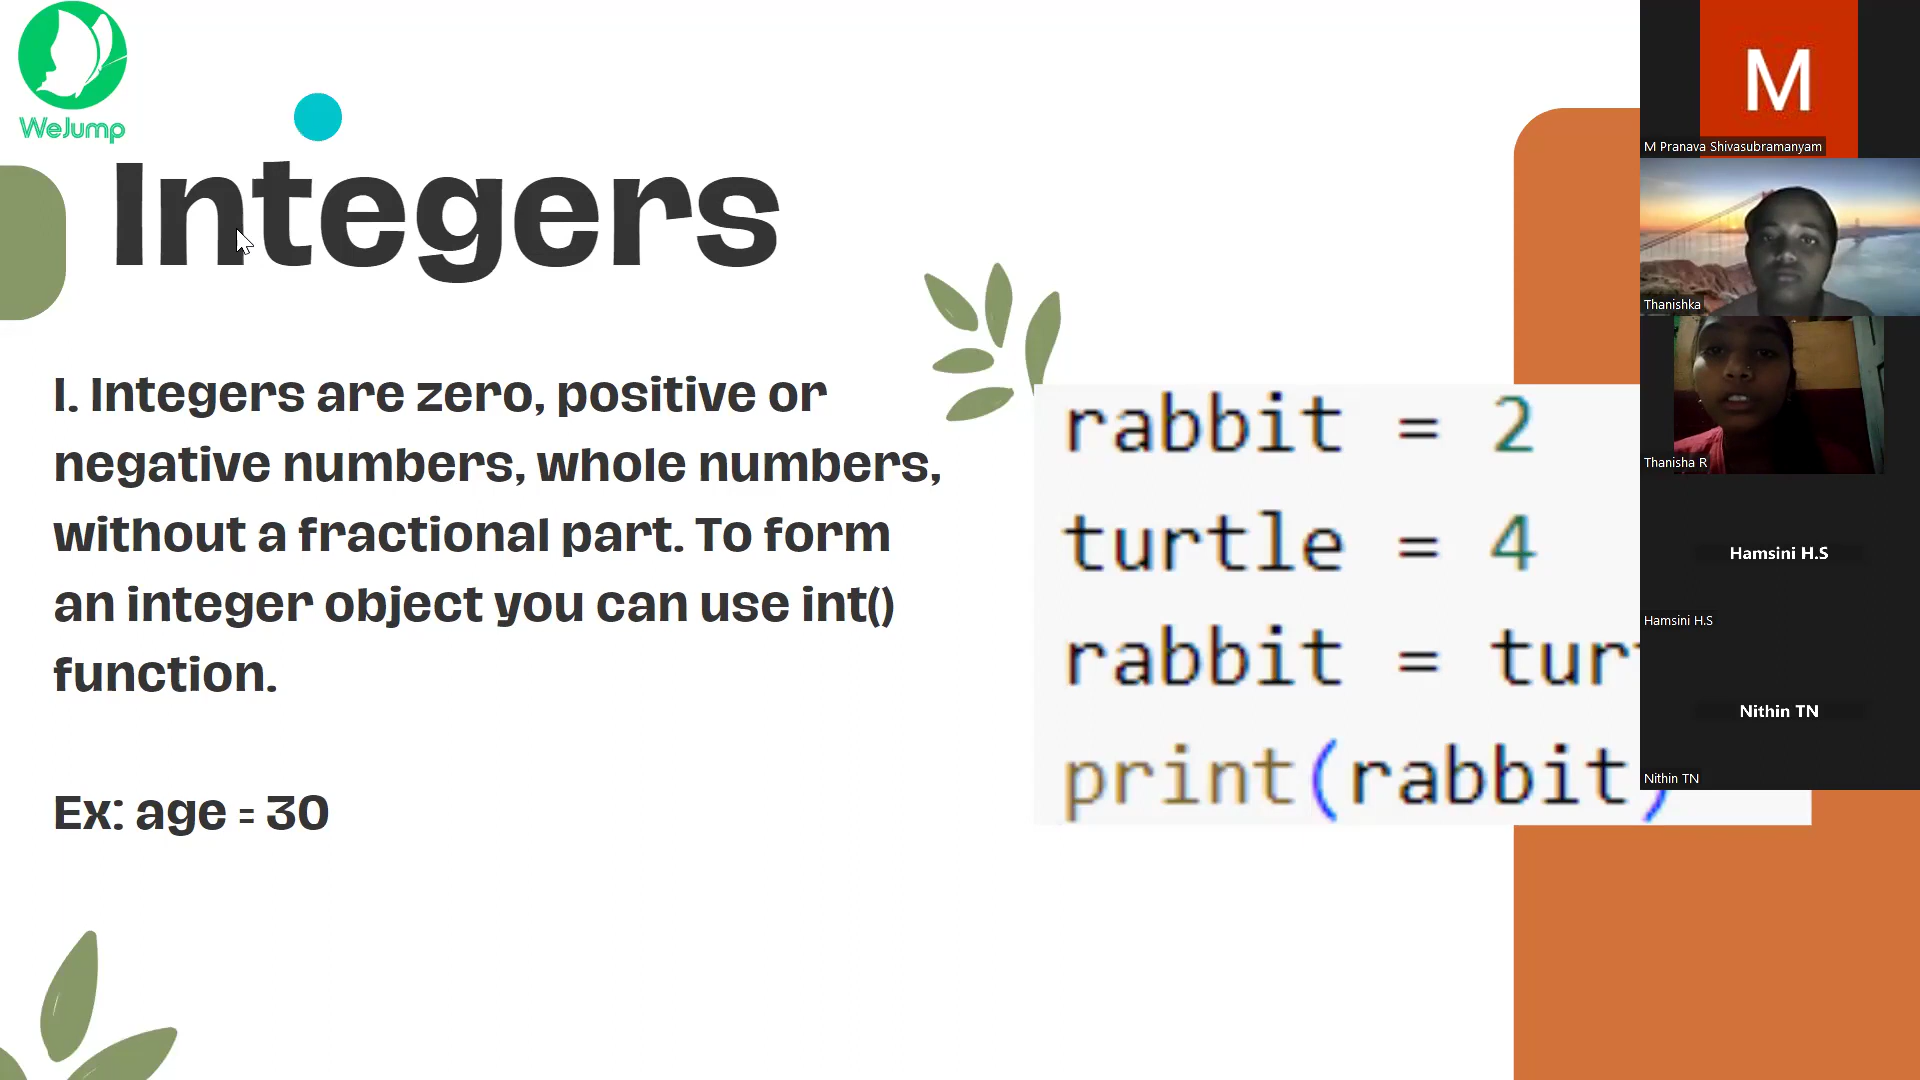 WeJump
Integers
I. Integers are zero, positive or
negative numbers, whole numbers,
without a fractional part. To form
an integer object you can use int()
function.
Ex: age = 30
rabbit = 2
turtle = 4
rabbit = tur
print(rabbit)
M
M Pranava Shivasubramanyam
Thanishka
Thanisha R
Hamsini H.S
Hamsini H.S
Nithin TN
Nithin TN